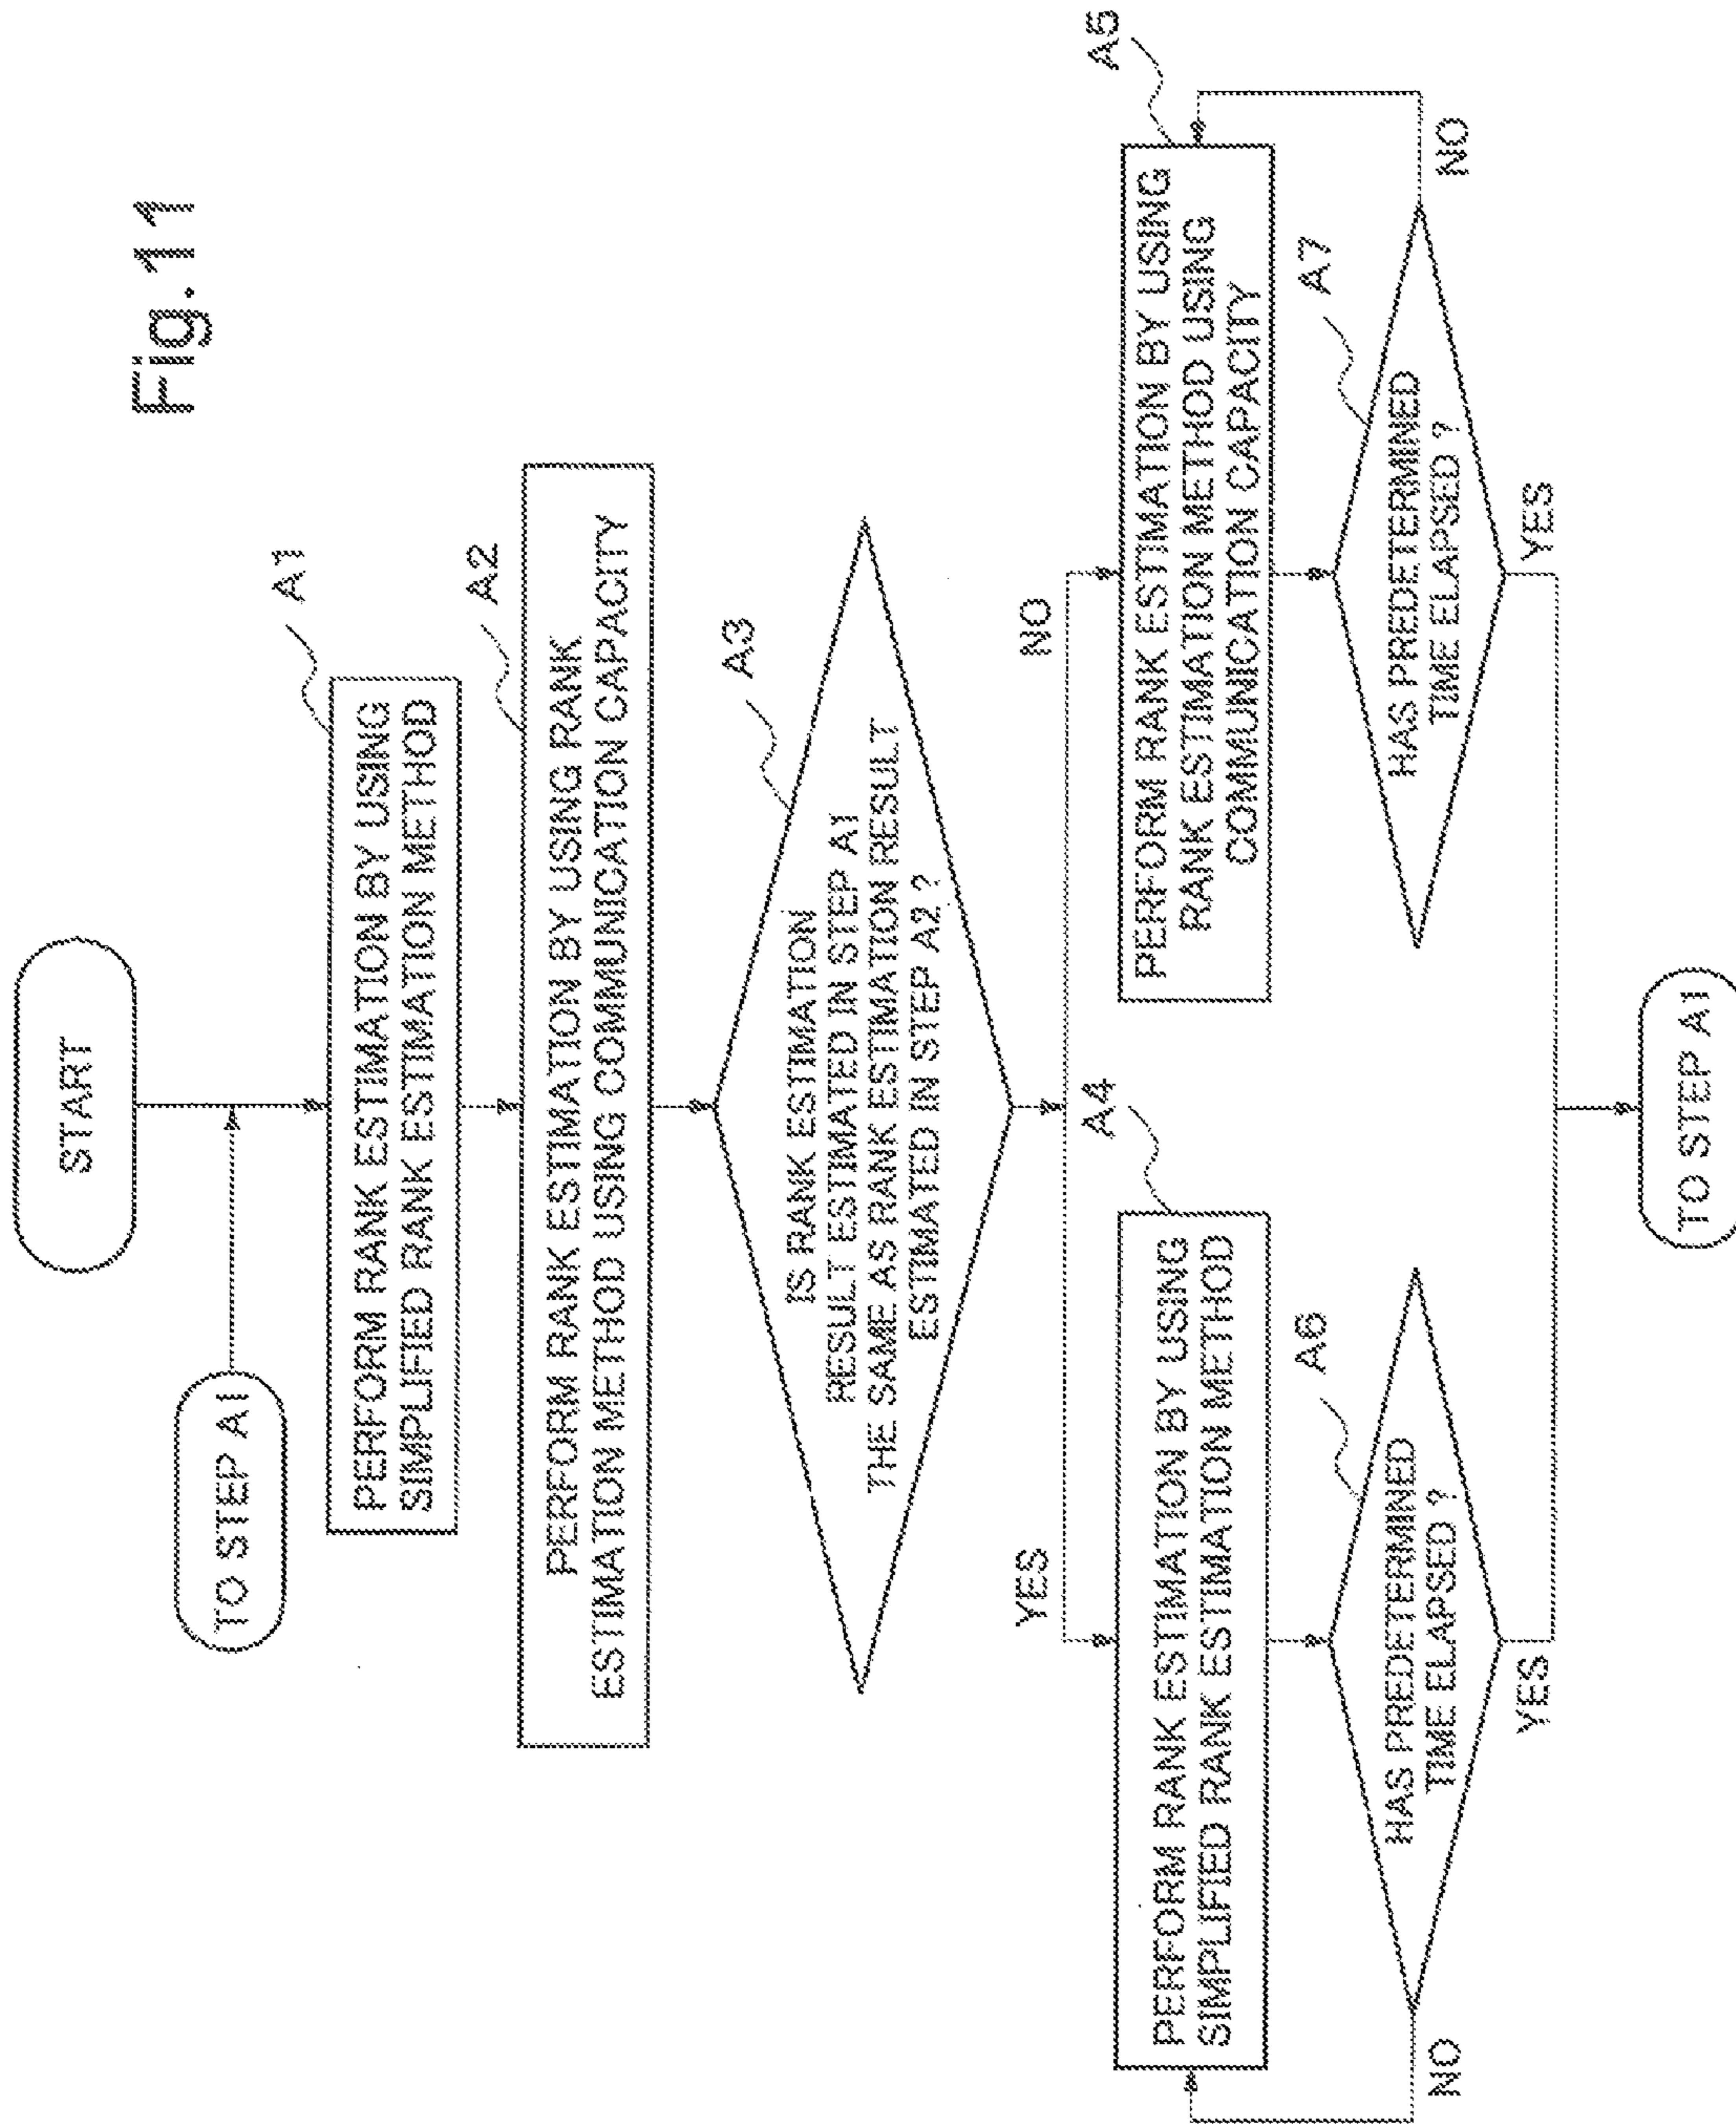 Fig.11
START
TO STEP A1
A1
PERFORM RANK ESTIMATION BY USING
SIMPLIFIED RANK ESTIMATION METHOD
A2
PERFORM RANK ESTIMATION BY USING RANK
ESTIMATION METHOD USING COMMUNICATION CAPACITY
A3
IS RANK ESTIMATION
RESULT ESTIMATED IN STEP A1
THE SAME AS RANK ESTIMATION RESULT
ESTIMATED IN STEP A2 ?
YES
NO
A4
PERFORM RANK ESTIMATION BY USING
SIMPLIFIED RANK ESTIMATION METHOD
A5
PERFORM RANK ESTIMATION BY USING
RANK ESTIMATION METHOD USING
COMMUNICATION CAPACITY
A6
HAS PREDETERMINED
TIME ELAPSED ?
NO
YES
A7
HAS PREDETERMINED
TIME ELAPSED ?
NO
YES
TO STEP A1